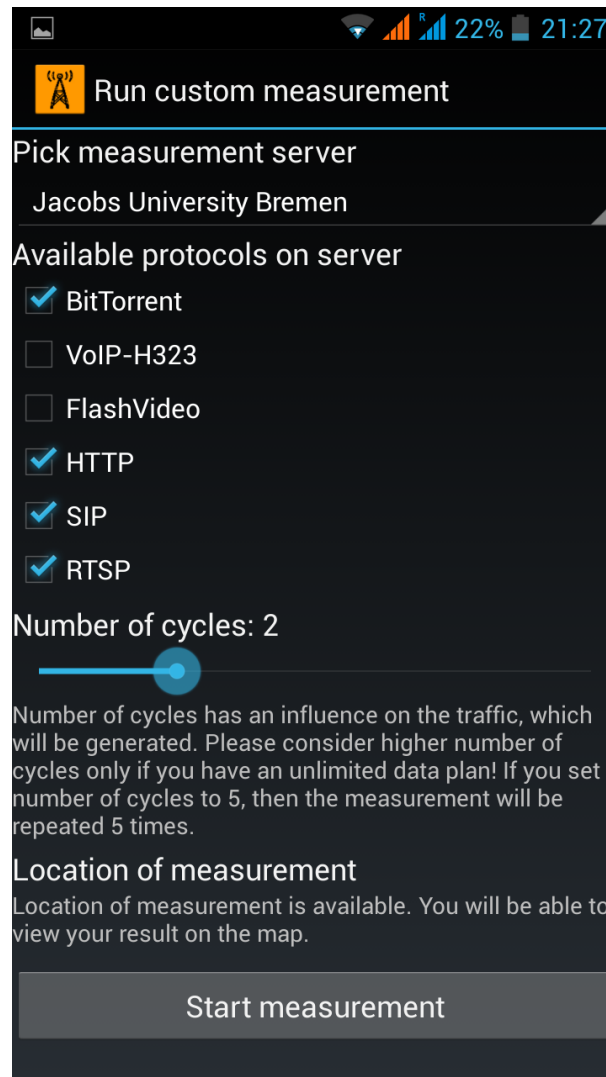 R 22% 21:27
Run custom measurement
Pick measurement server
Jacobs University Bremen
Available protocols on server
BitTorrent
VoIP-H323
FlashVideo
HTTP
SIP
RTSP
Number of cycles: 2
Number of cycles has an influence on the traffic, which
will be generated. Please consider higher number of
cycles only if you have an unlimited data plan! If you set
number of cycles to 5, then the measurement will be
repeated 5 times.
Location of measurement
Location of measurement is available. You will be able to
view your result on the map.
Start measurement